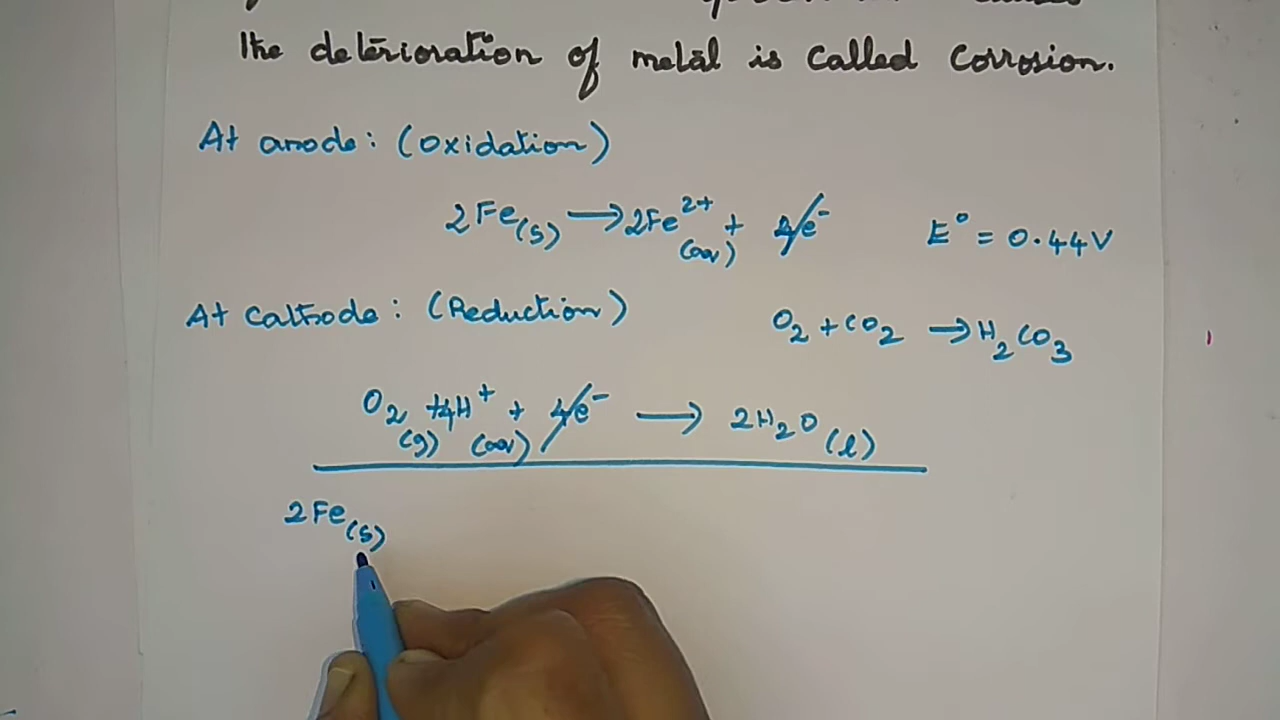 the deterioration of metal is called Corrosion.
At anode: (Oxidation)
2Fe(s) → 2Fe²⁺(aq) + 4e⁻ E° = 0.44V
At Cathode: (Reduction)
O₂ + CO₂ → H₂CO₃
O₂(g) + 4H⁺(aq) + 4e⁻ → 2H₂O(l)
2Fe(s)